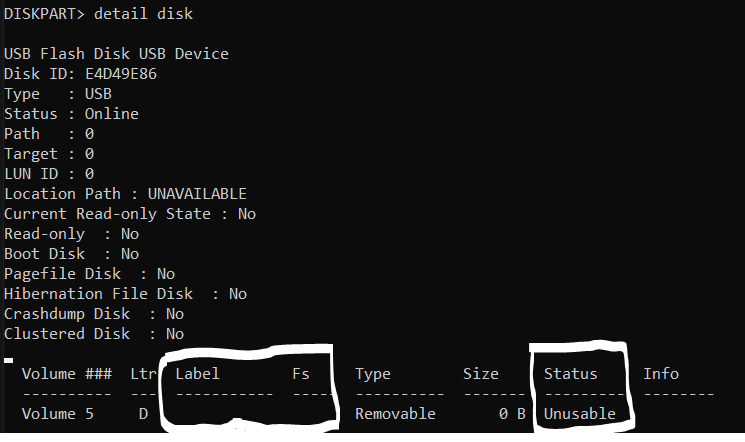 DISKPART> detail disk
USB Flash Disk USB Device
Disk ID: E4D49E86
Type   : USB
Status : Online
Path   : 0
Target : 0
LUN ID : 0
Location Path : UNAVAILABLE
Current Read-only State : No
Read-only  : No
Boot Disk  : No
Pagefile Disk  : No
Hibernation File Disk  : No
Crashdump Disk  : No
Clustered Disk  : No
Volume ###  Ltr  Label        Fs     Type        Size     Status     Info
----------  ---  -----------  -----  ----------  -------  ---------  --------
Volume 5     D                       Removable       0 B  Unusable